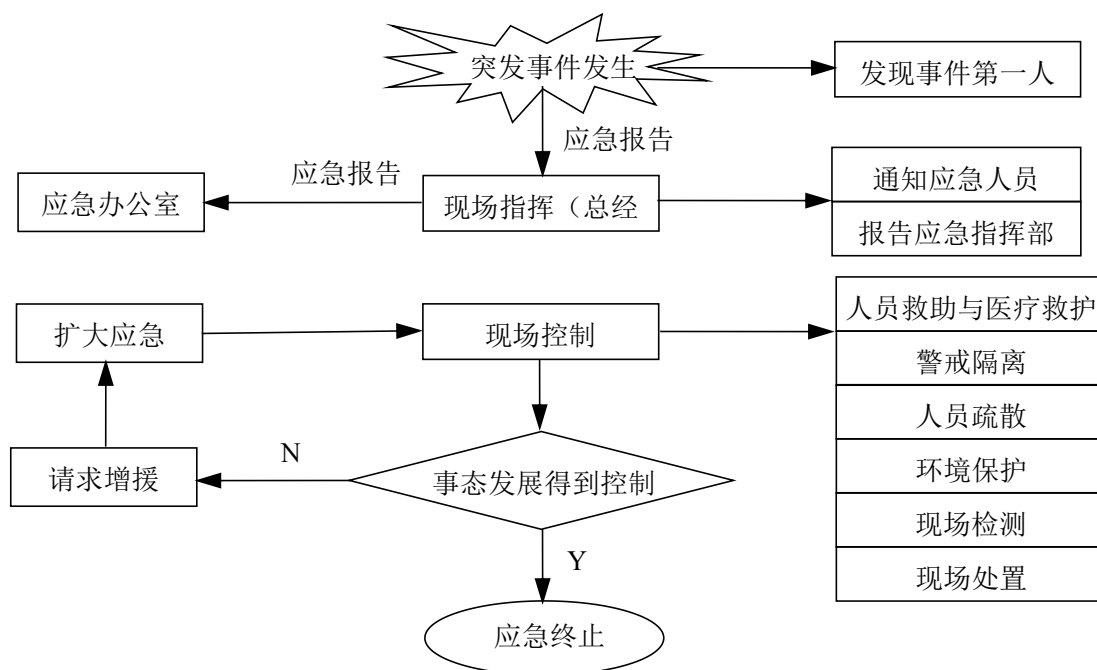 突发事件发生
发现事件第一人
应急报告
应急报告
应急办公室
现场指挥（总经
通知应急人员
报告应急指挥部
扩大应急
现场控制
人员救助与医疗救护
警戒隔离
人员疏散
请求增援
N
事态发展得到控制
环境保护
现场检测
Y
现场处置
应急终止